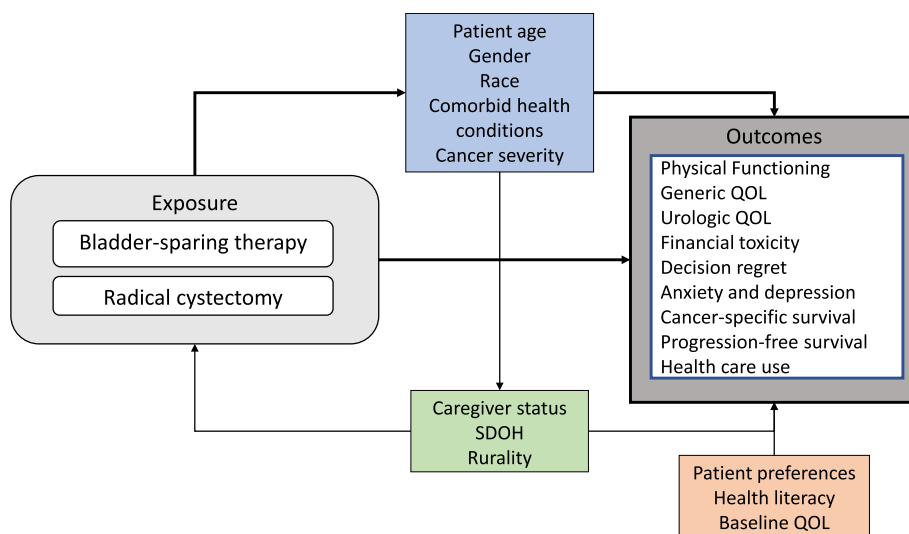 Patient age
Gender
Race
Comorbid health
conditions
Cancer severity
Exposure
Bladder-sparing therapy
Radical cystectomy
Outcomes
Physical Functioning
Generic QOL
Urologic QOL
Financial toxicity
Decision regret
Anxiety and depression
Cancer-specific survival
Progression-free survival
Health care use
Caregiver status
SDOH
Rurality
Patient preferences
Health literacy
Baseline QOL